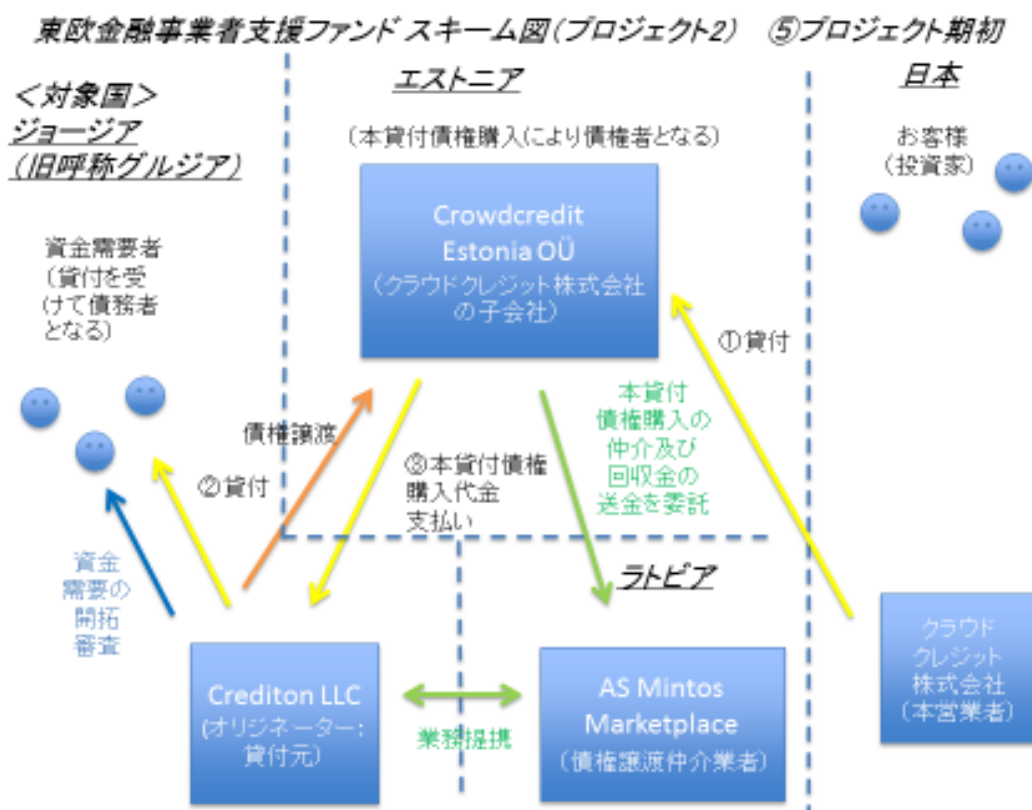 東欧金融事業者支援ファンド スキーム図(プロジェクト2) ⑤プロジェクト期初
<対象国>
ジョージア
(旧呼称グルジア)
エストニア
日本
(本貸付債権購入により債権者となる)
お客様
(投資家)
Crowdcredit
Estonia OÜ
(クラウドクレジット株式会社
の子会社)
資金需要者
(貸付を受
けて債務者
となる)
①貸付
債権譲渡
②貸付
③本貸付債権
購入代金
支払い
本貸付
債権購入の
仲介及び
回収金の
送金を委託
資金
需要の
開拓
審査
ラトビア
Crediton LLC
(オリジネーター:
貸付元)
業務提携
AS Mintos
Marketplace
(債権譲渡仲介業者)
クラウド
クレジット
株式会社
(本営業者)